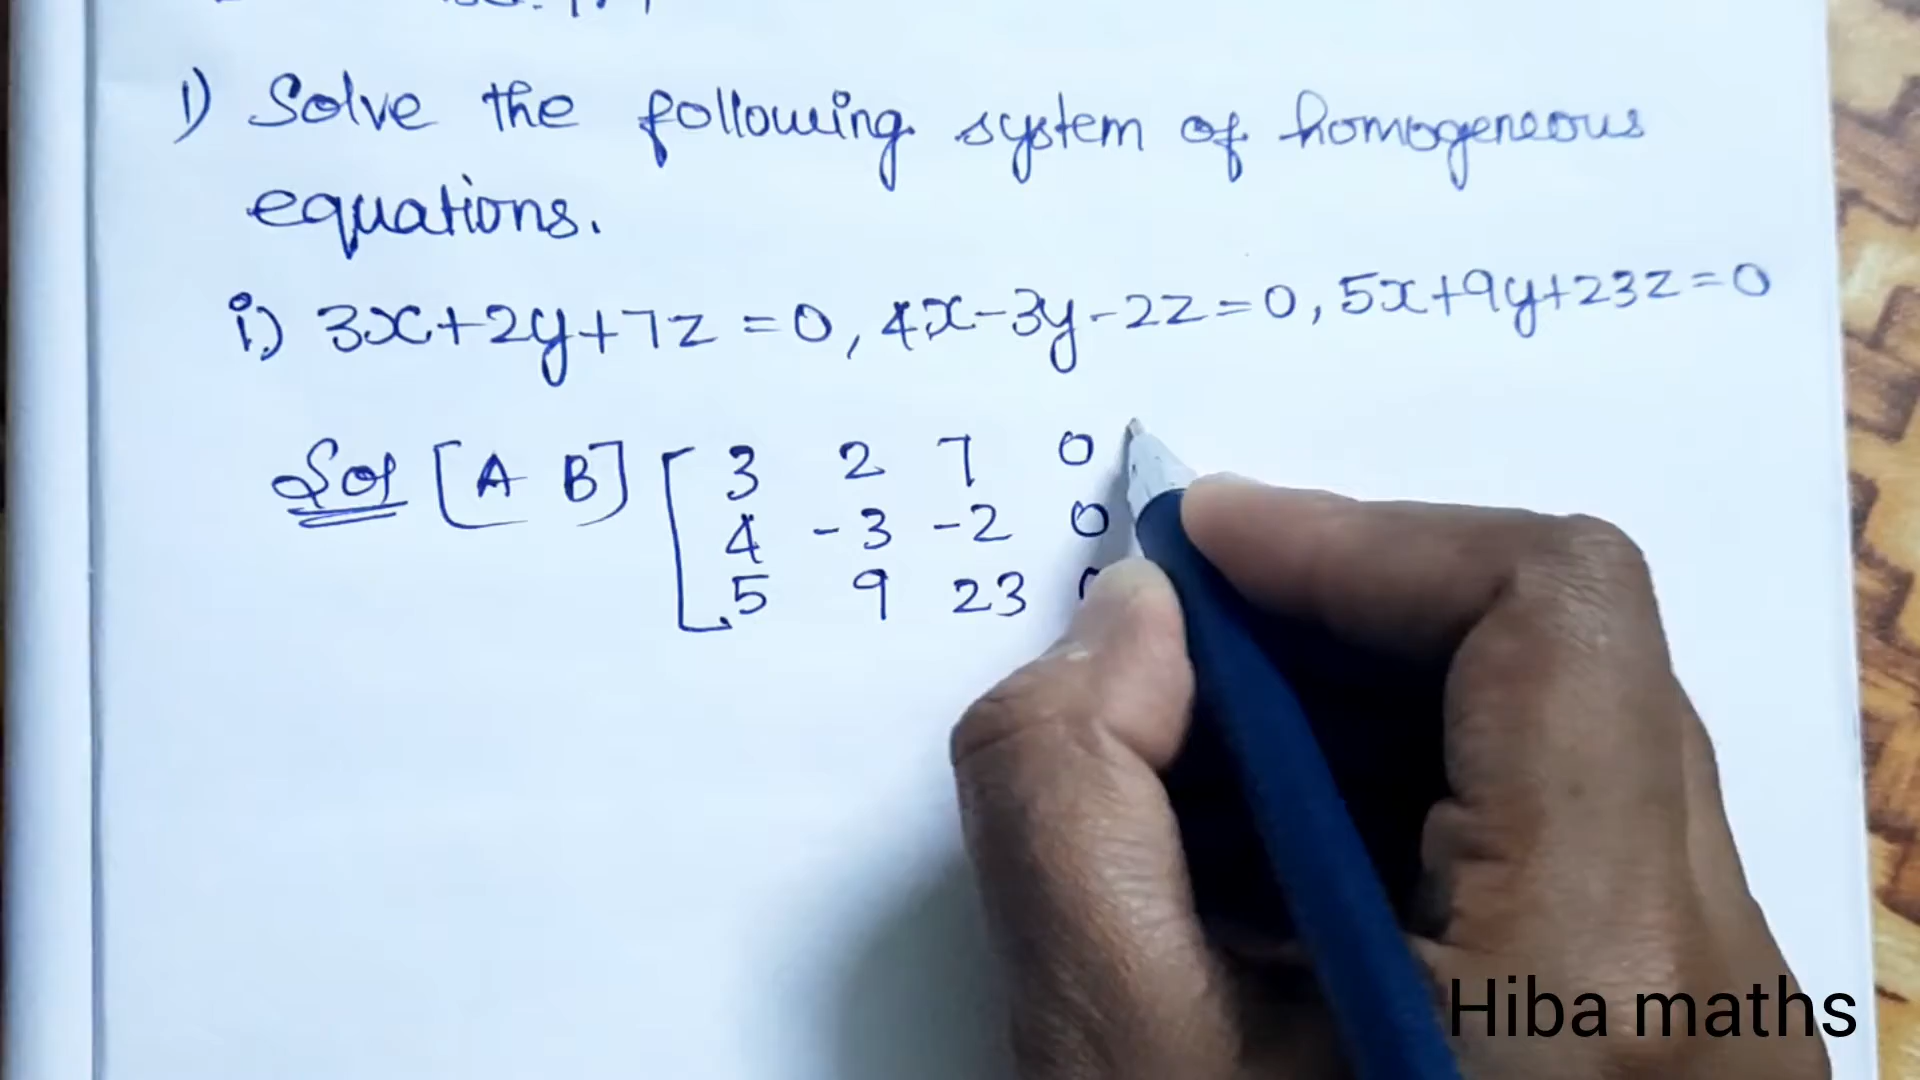 1) Solve the following system of homogeneous
equations.
i) 3x+2y+7z=0, 4x-3y-2z=0, 5x+9y+23z=0
Sol [A B] [3 2 7 0
4 -3 -2 0
5 9 23
Hiba maths